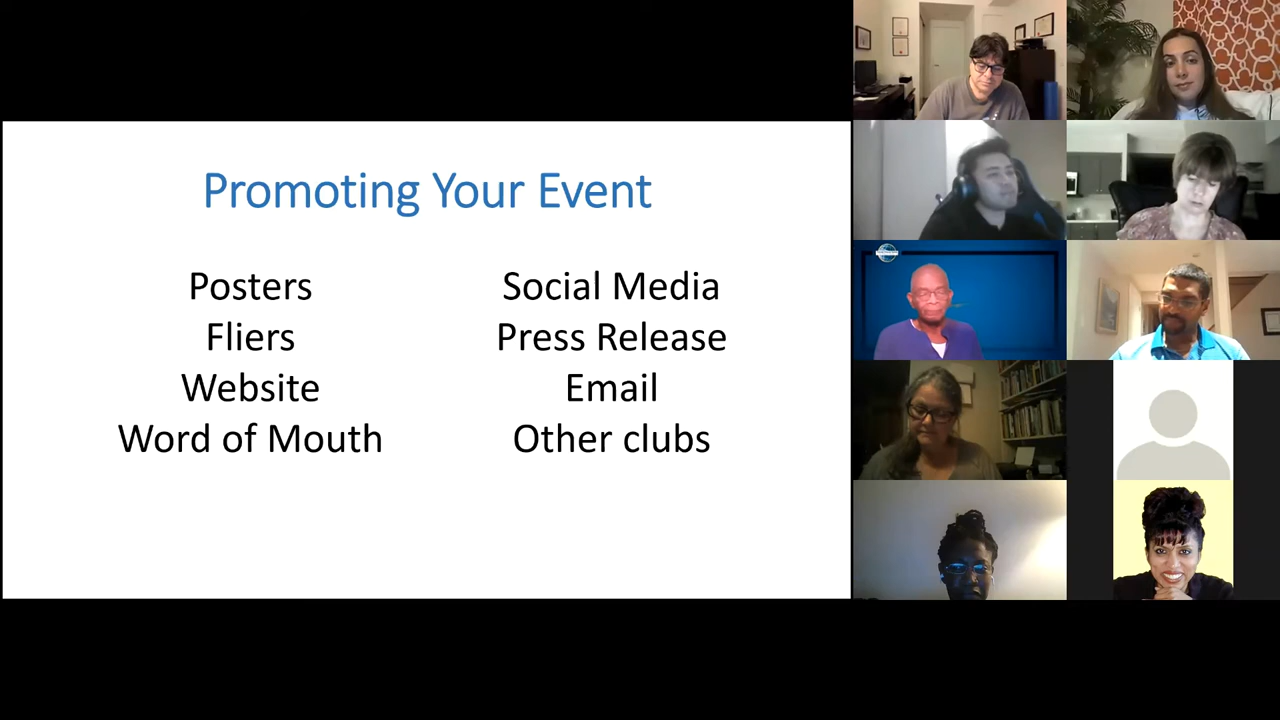 Promoting Your Event
Posters
Fliers
Website
Word of Mouth
Social Media
Press Release
Email
Other clubs